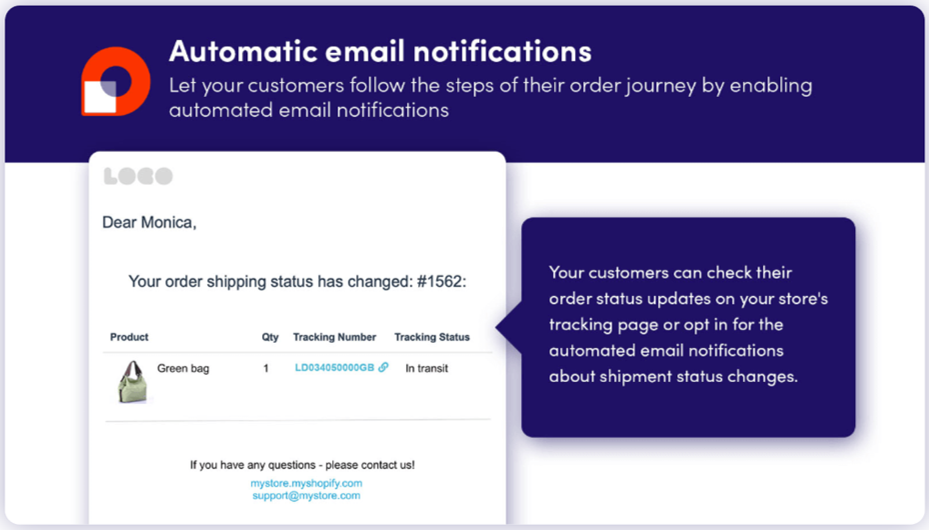 Automatic email notifications
Let your customers follow the steps of their order journey by enabling
automated email notifications
LOGO
Dear Monica,
Your order shipping status has changed: #1562:
Product Qty Tracking Number Tracking Status
Green bag 1 LD034050000GB In transit
If you have any questions - please contact us!
mystore.myshopify.com
support@mystore.com
Your customers can check their
order status updates on your store's
tracking page or opt in for the
automated email notifications
about shipment status changes.